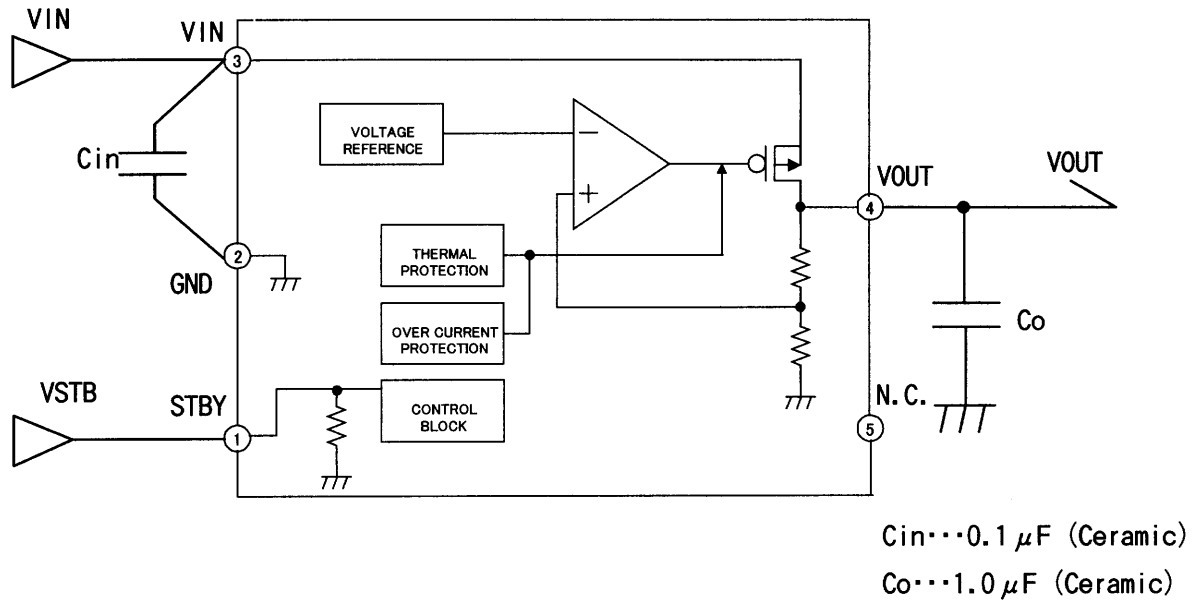 VIN
VIN
3
VOLTAGE
REFERENCE
−
+
Cin
VOUT
VOUT
4
2
GND
THERMAL
PROTECTION
OVER CURRENT
PROTECTION
Co
VSTB
STBY
1
CONTROL
BLOCK
N.C.
5
Cin···0.1μF (Ceramic)
Co···1.0μF (Ceramic)